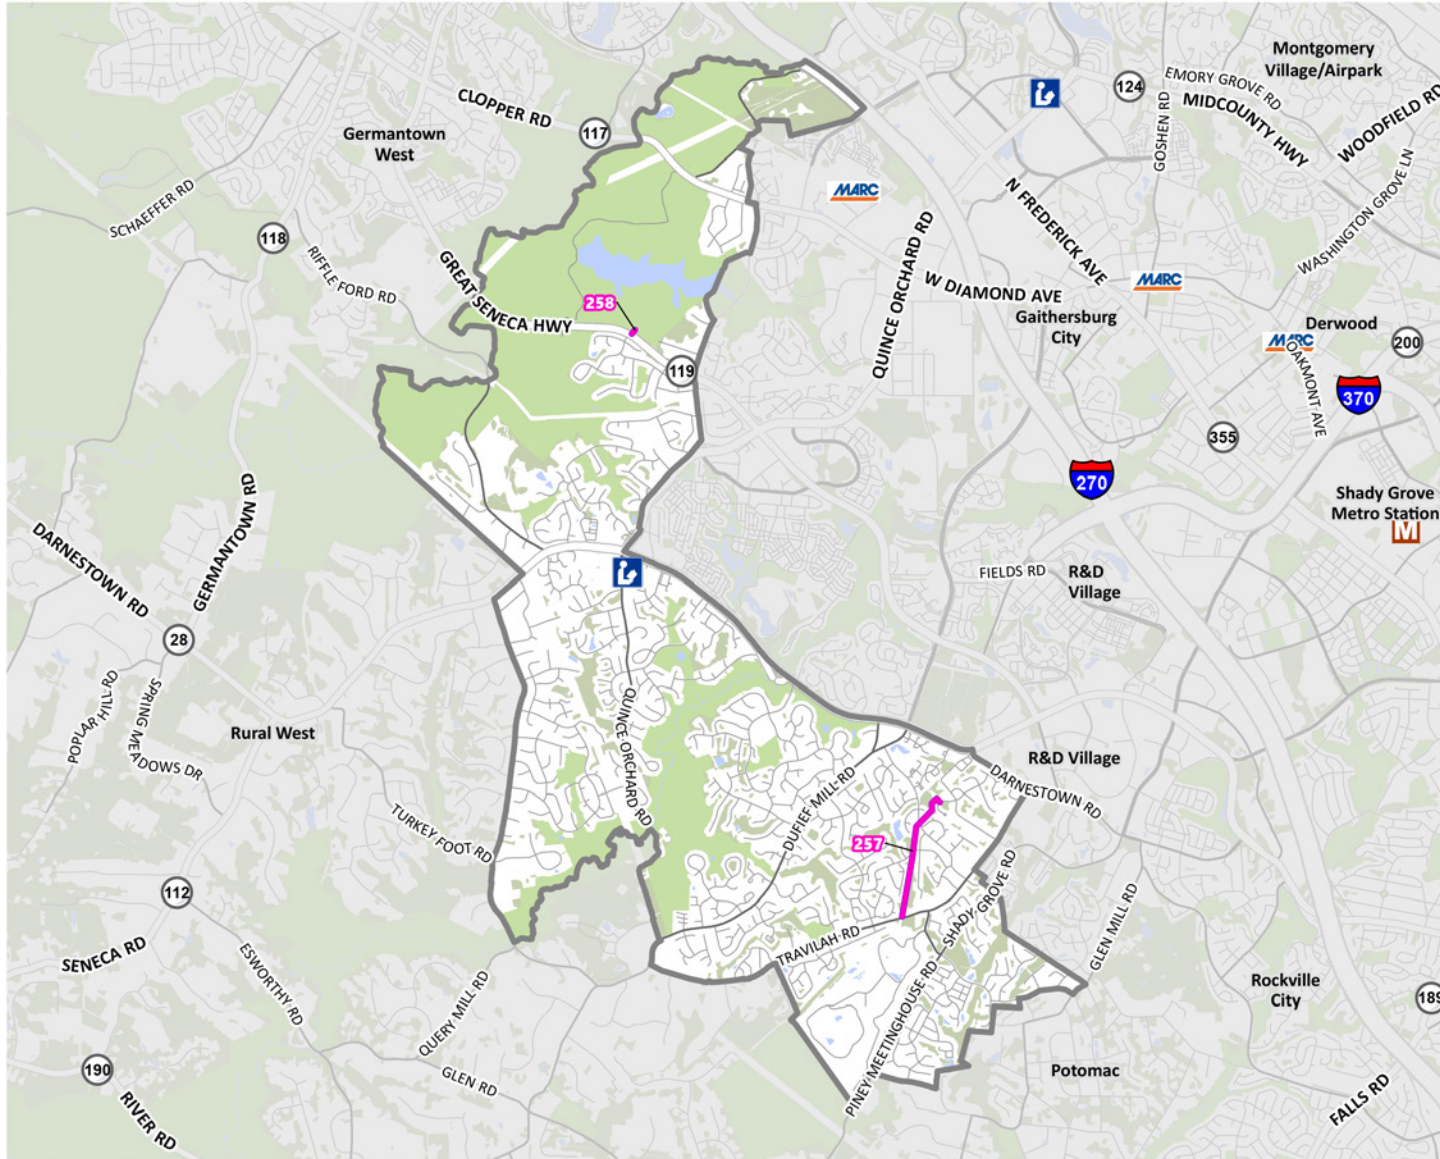 Montgomery
Village/Airpark
EMORY GROVE RD
124
MIDCOUNTY HWY
WOODFIELD RD
GOSHEN RD
CLOPPER RD
117
Germantown
West
WASHINGTON GROVE LN
MARC
N FREDERICK AVE
SCHAEFFER RD
118
RIFFLE FORD RD
GREAT SENECA HWY
258
QUINCE ORCHARD RD
W DIAMOND AVE
MARC
Gaithersburg
City
Derwood
MARC
200
OAKMONT AVE
119
370
355
270
Shady Grove
Metro Station
M
DARNESTOWN RD
GERMANTOWN RD
FIELDS RD
R&D
Village
28
POPLAR HILL RD
SPRING MEADOWS DR
Rural West
QUINCE ORCHARD RD
R&D Village
DARNESTOWN RD
DUFIEF MILL RD
TURKEY FOOT RD
257
112
SHADY GROVE RD
GLEN MILL RD
TRAVILAH RD
SENECA RD
ESWORTHY RD
QUERY MILL RD
PINEY MEETINGHOUSE RD
Rockville
City
189
190
GLEN RD
Potomac
RIVER RD
FALLS RD